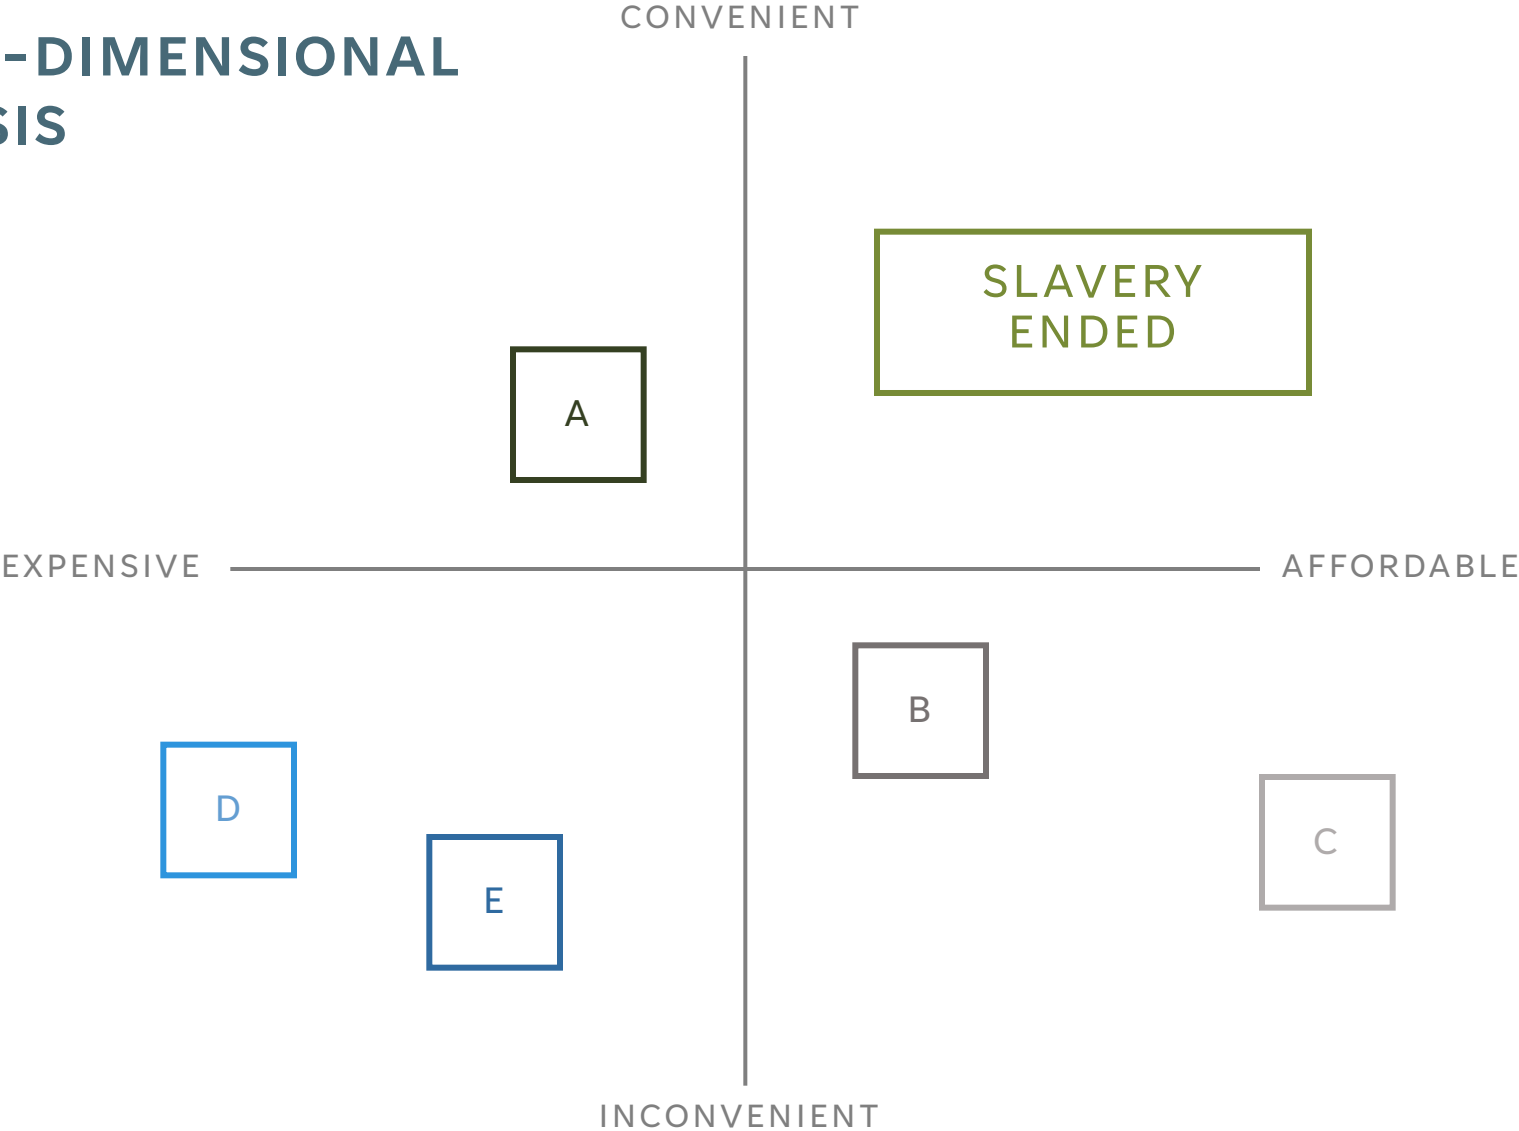 CONVENIENT
-DIMENSIONAL
SIS
SLAVERY
ENDED
A
EXPENSIVE
AFFORDABLE
B
D
C
E
INCONVENIENT